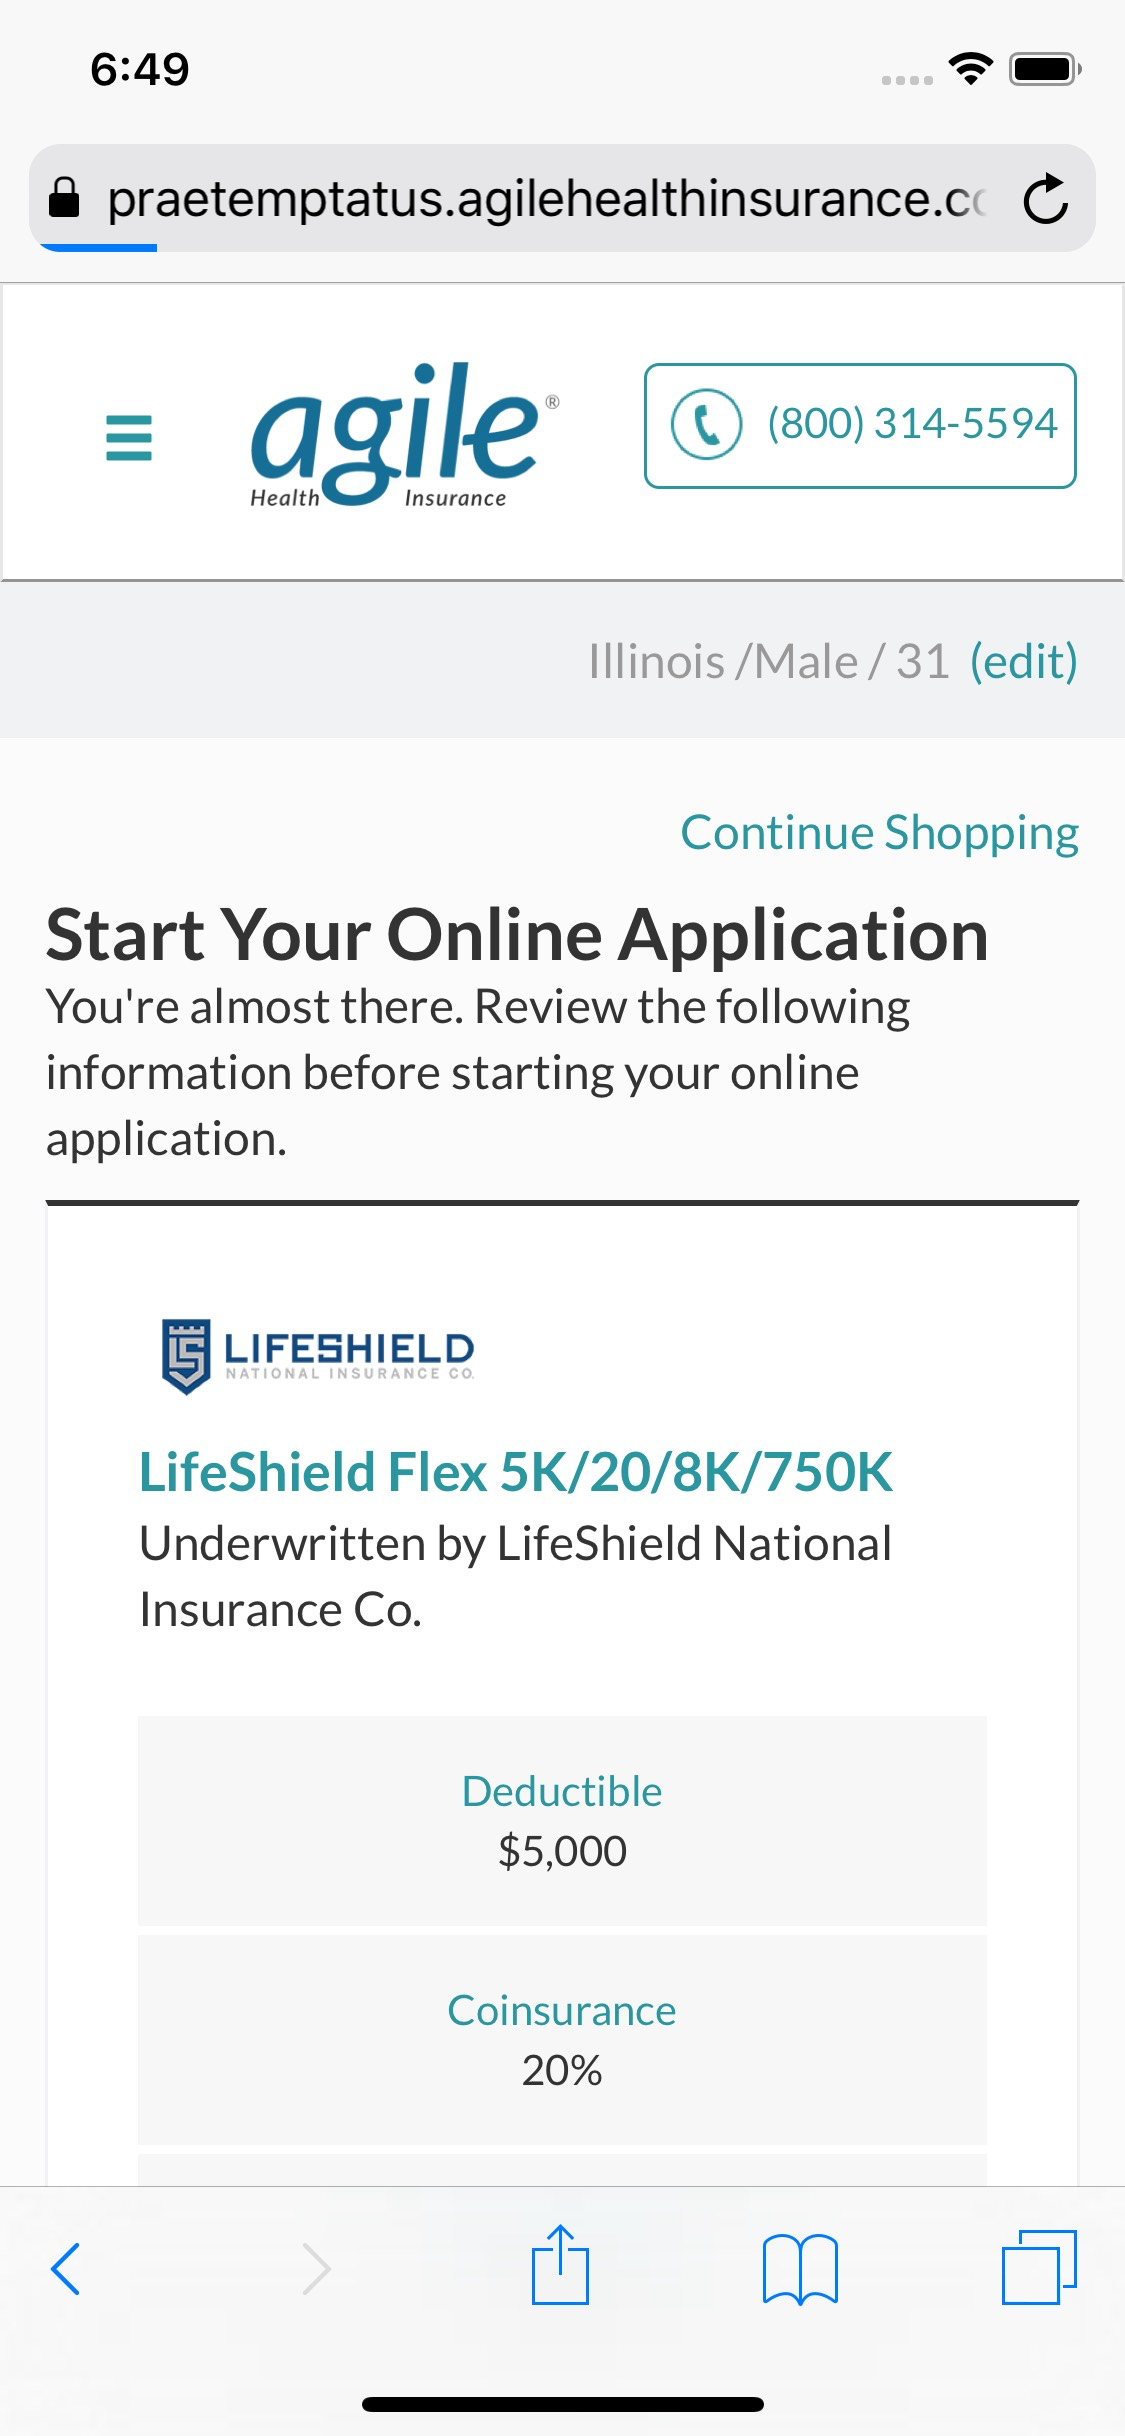 6:49
praetemptatus.agilehealthinsurance.c
agile®
Health Insurance
(800) 314-5594
Illinois /Male / 31 (edit)
Continue Shopping
Start Your Online Application
You're almost there. Review the following
information before starting your online
application.
LIFESHIELD
NATIONAL INSURANCE CO.
LifeShield Flex 5K/20/8K/750K
Underwritten by LifeShield National
Insurance Co.
Deductible
$5,000
Coinsurance
20%